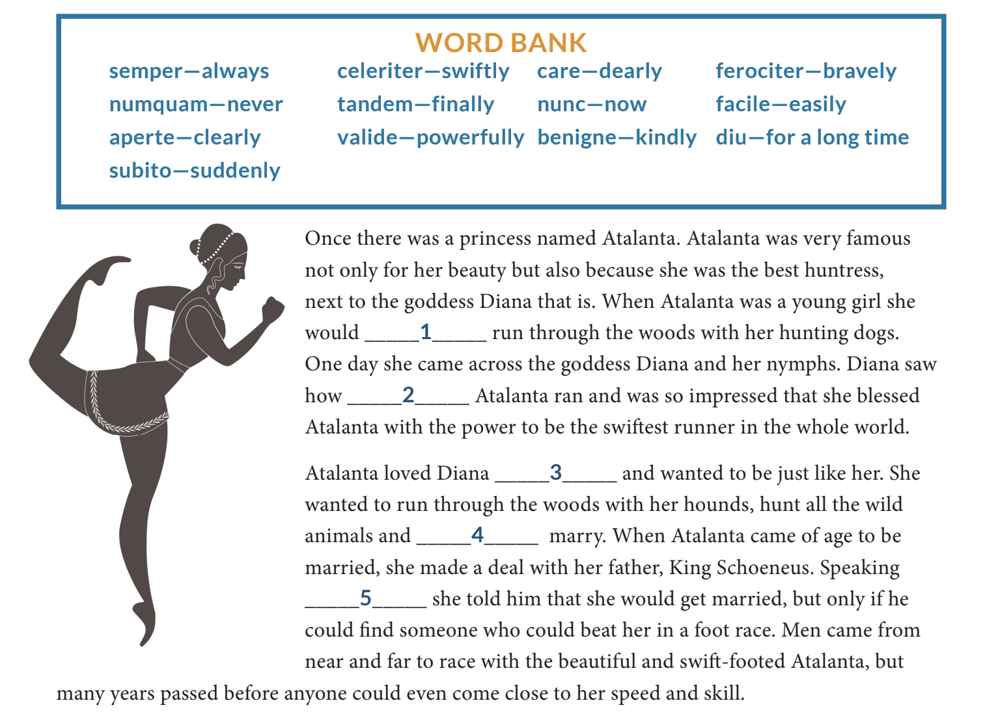 WORD BANK
semper—always celeriter—swiftly care—dearly ferociter—bravely
numquam—never tandem—finally nunc—now facile—easily
aperte—clearly valide—powerfully benigne—kindly diu—for a long time
subito—suddenly
Once there was a princess named Atalanta. Atalanta was very famous
not only for her beauty but also because she was the best huntress,
next to the goddess Diana that is. When Atalanta was a young girl she
would _____1_____ run through the woods with her hunting dogs.
One day she came across the goddess Diana and her nymphs. Diana saw
how _____2_____ Atalanta ran and was so impressed that she blessed
Atalanta with the power to be the swiftest runner in the whole world.
Atalanta loved Diana _____3_____ and wanted to be just like her. She
wanted to run through the woods with her hounds, hunt all the wild
animals and _____4_____ marry. When Atalanta came of age to be
married, she made a deal with her father, King Schoeneus. Speaking
_____5_____ she told him that she would get married, but only if he
could find someone who could beat her in a foot race. Men came from
near and far to race with the beautiful and swift-footed Atalanta, but
many years passed before anyone could even come close to her speed and skill.